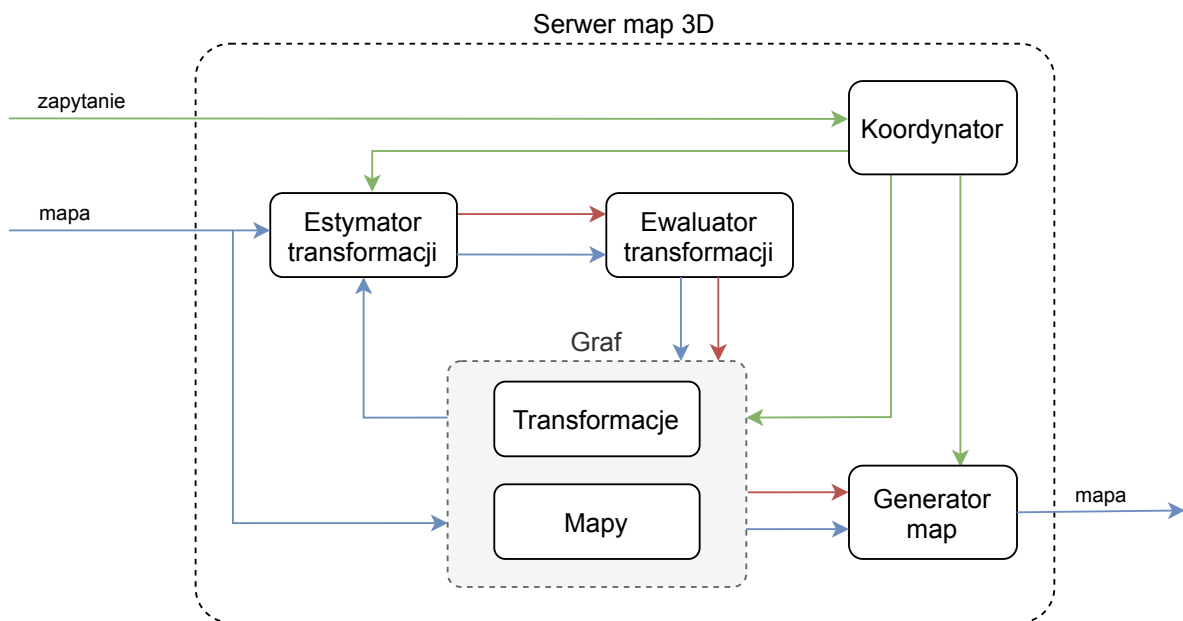 Serwer map 3D
zapytanie
Koordynator
mapa
Estymator
transformacji
Ewaluator
transformacji
Graf
Transformacje
Mapy
Generator
map
mapa